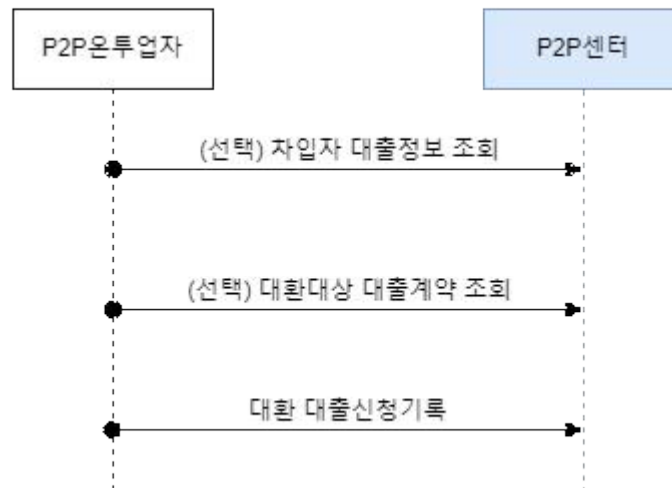 P2P온투업자
P2P센터
(선택) 차입자 대출정보 조회
(선택) 대환대상 대출계약 조회
대환 대출신청기록